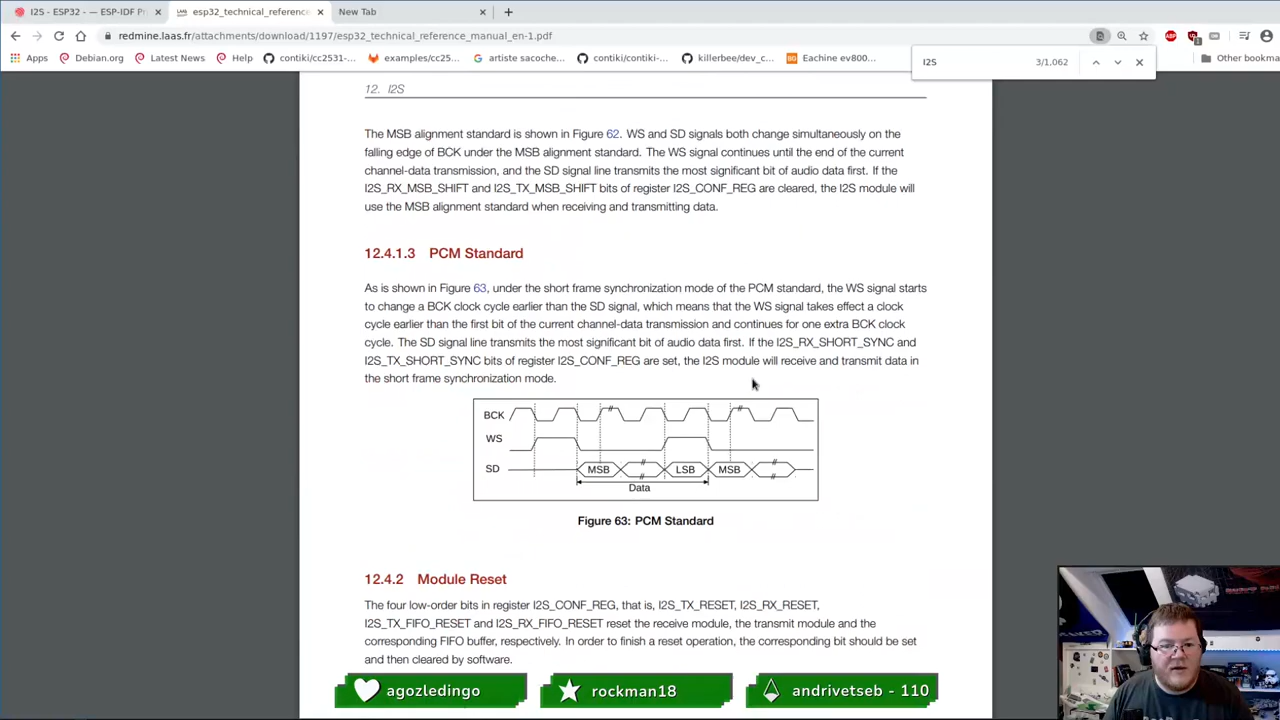 I2S - ESP32 - — ESP-IDF Pr
esp32_technical_reference
New Tab
redmine.laas.fr/attachments/download/1197/esp32_technical_reference_manual_en-1.pdf
Apps
Debian.org
Latest News
Help
contiki/cc2531-...
examples/cc25...
artiste sacoche...
contiki/contiki-...
killerbee/dev_c...
Eachine ev800...
Other bookma
I2S
3/1,062
12. I2S
The MSB alignment standard is shown in Figure 62. WS and SD signals both change simultaneously on the
falling edge of BCK under the MSB alignment standard. The WS signal continues until the end of the current
channel-data transmission, and the SD signal line transmits the most significant bit of audio data first. If the
I2S_RX_MSB_SHIFT and I2S_TX_MSB_SHIFT bits of register I2S_CONF_REG are cleared, the I2S module will
use the MSB alignment standard when receiving and transmitting data.
12.4.1.3 PCM Standard
As is shown in Figure 63, under the short frame synchronization mode of the PCM standard, the WS signal starts
to change a BCK clock cycle earlier than the SD signal, which means that the WS signal takes effect a clock
cycle earlier than the first bit of the current channel-data transmission and continues for one extra BCK clock
cycle. The SD signal line transmits the most significant bit of audio data first. If the I2S_RX_SHORT_SYNC and
I2S_TX_SHORT_SYNC bits of register I2S_CONF_REG are set, the I2S module will receive and transmit data in
the short frame synchronization mode.
BCK
WS
SD
MSB
LSB
MSB
Data
Figure 63: PCM Standard
12.4.2 Module Reset
The four low-order bits in register I2S_CONF_REG, that is, I2S_TX_RESET, I2S_RX_RESET,
I2S_TX_FIFO_RESET and I2S_RX_FIFO_RESET reset the receive module, the transmit module and the
corresponding FIFO buffer, respectively. In order to finish a reset operation, the corresponding bit should be set
and then cleared by software.
agozledingo
rockman18
andrivetseb - 110